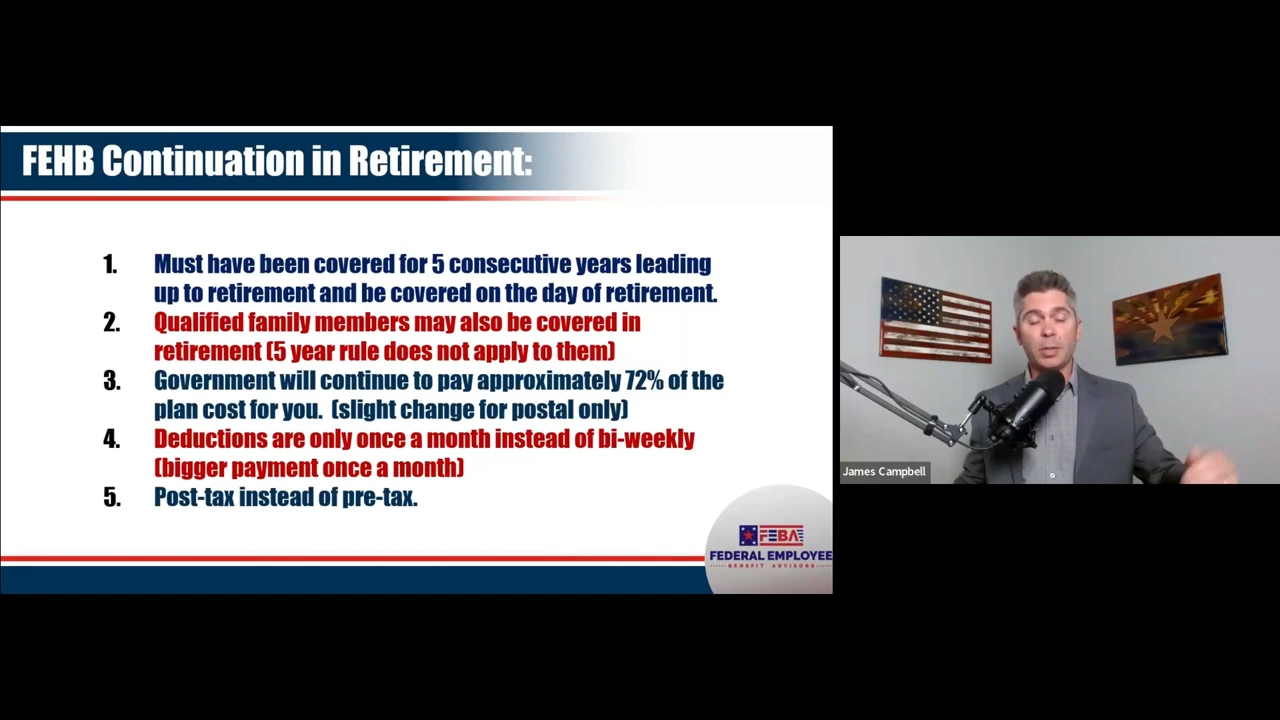 FEHB Continuation in Retirement:
1. Must have been covered for 5 consecutive years leading
up to retirement and be covered on the day of retirement.
2. Qualified family members may also be covered in
retirement (5 year rule does not apply to them)
3. Government will continue to pay approximately 72% of the
plan cost for you. (slight change for postal only)
4. Deductions are only once a month instead of bi-weekly
(bigger payment once a month)
5. Post-tax instead of pre-tax.
FEBA
FEDERAL EMPLOYEE
BENEFIT ADVISORS
James Campbell